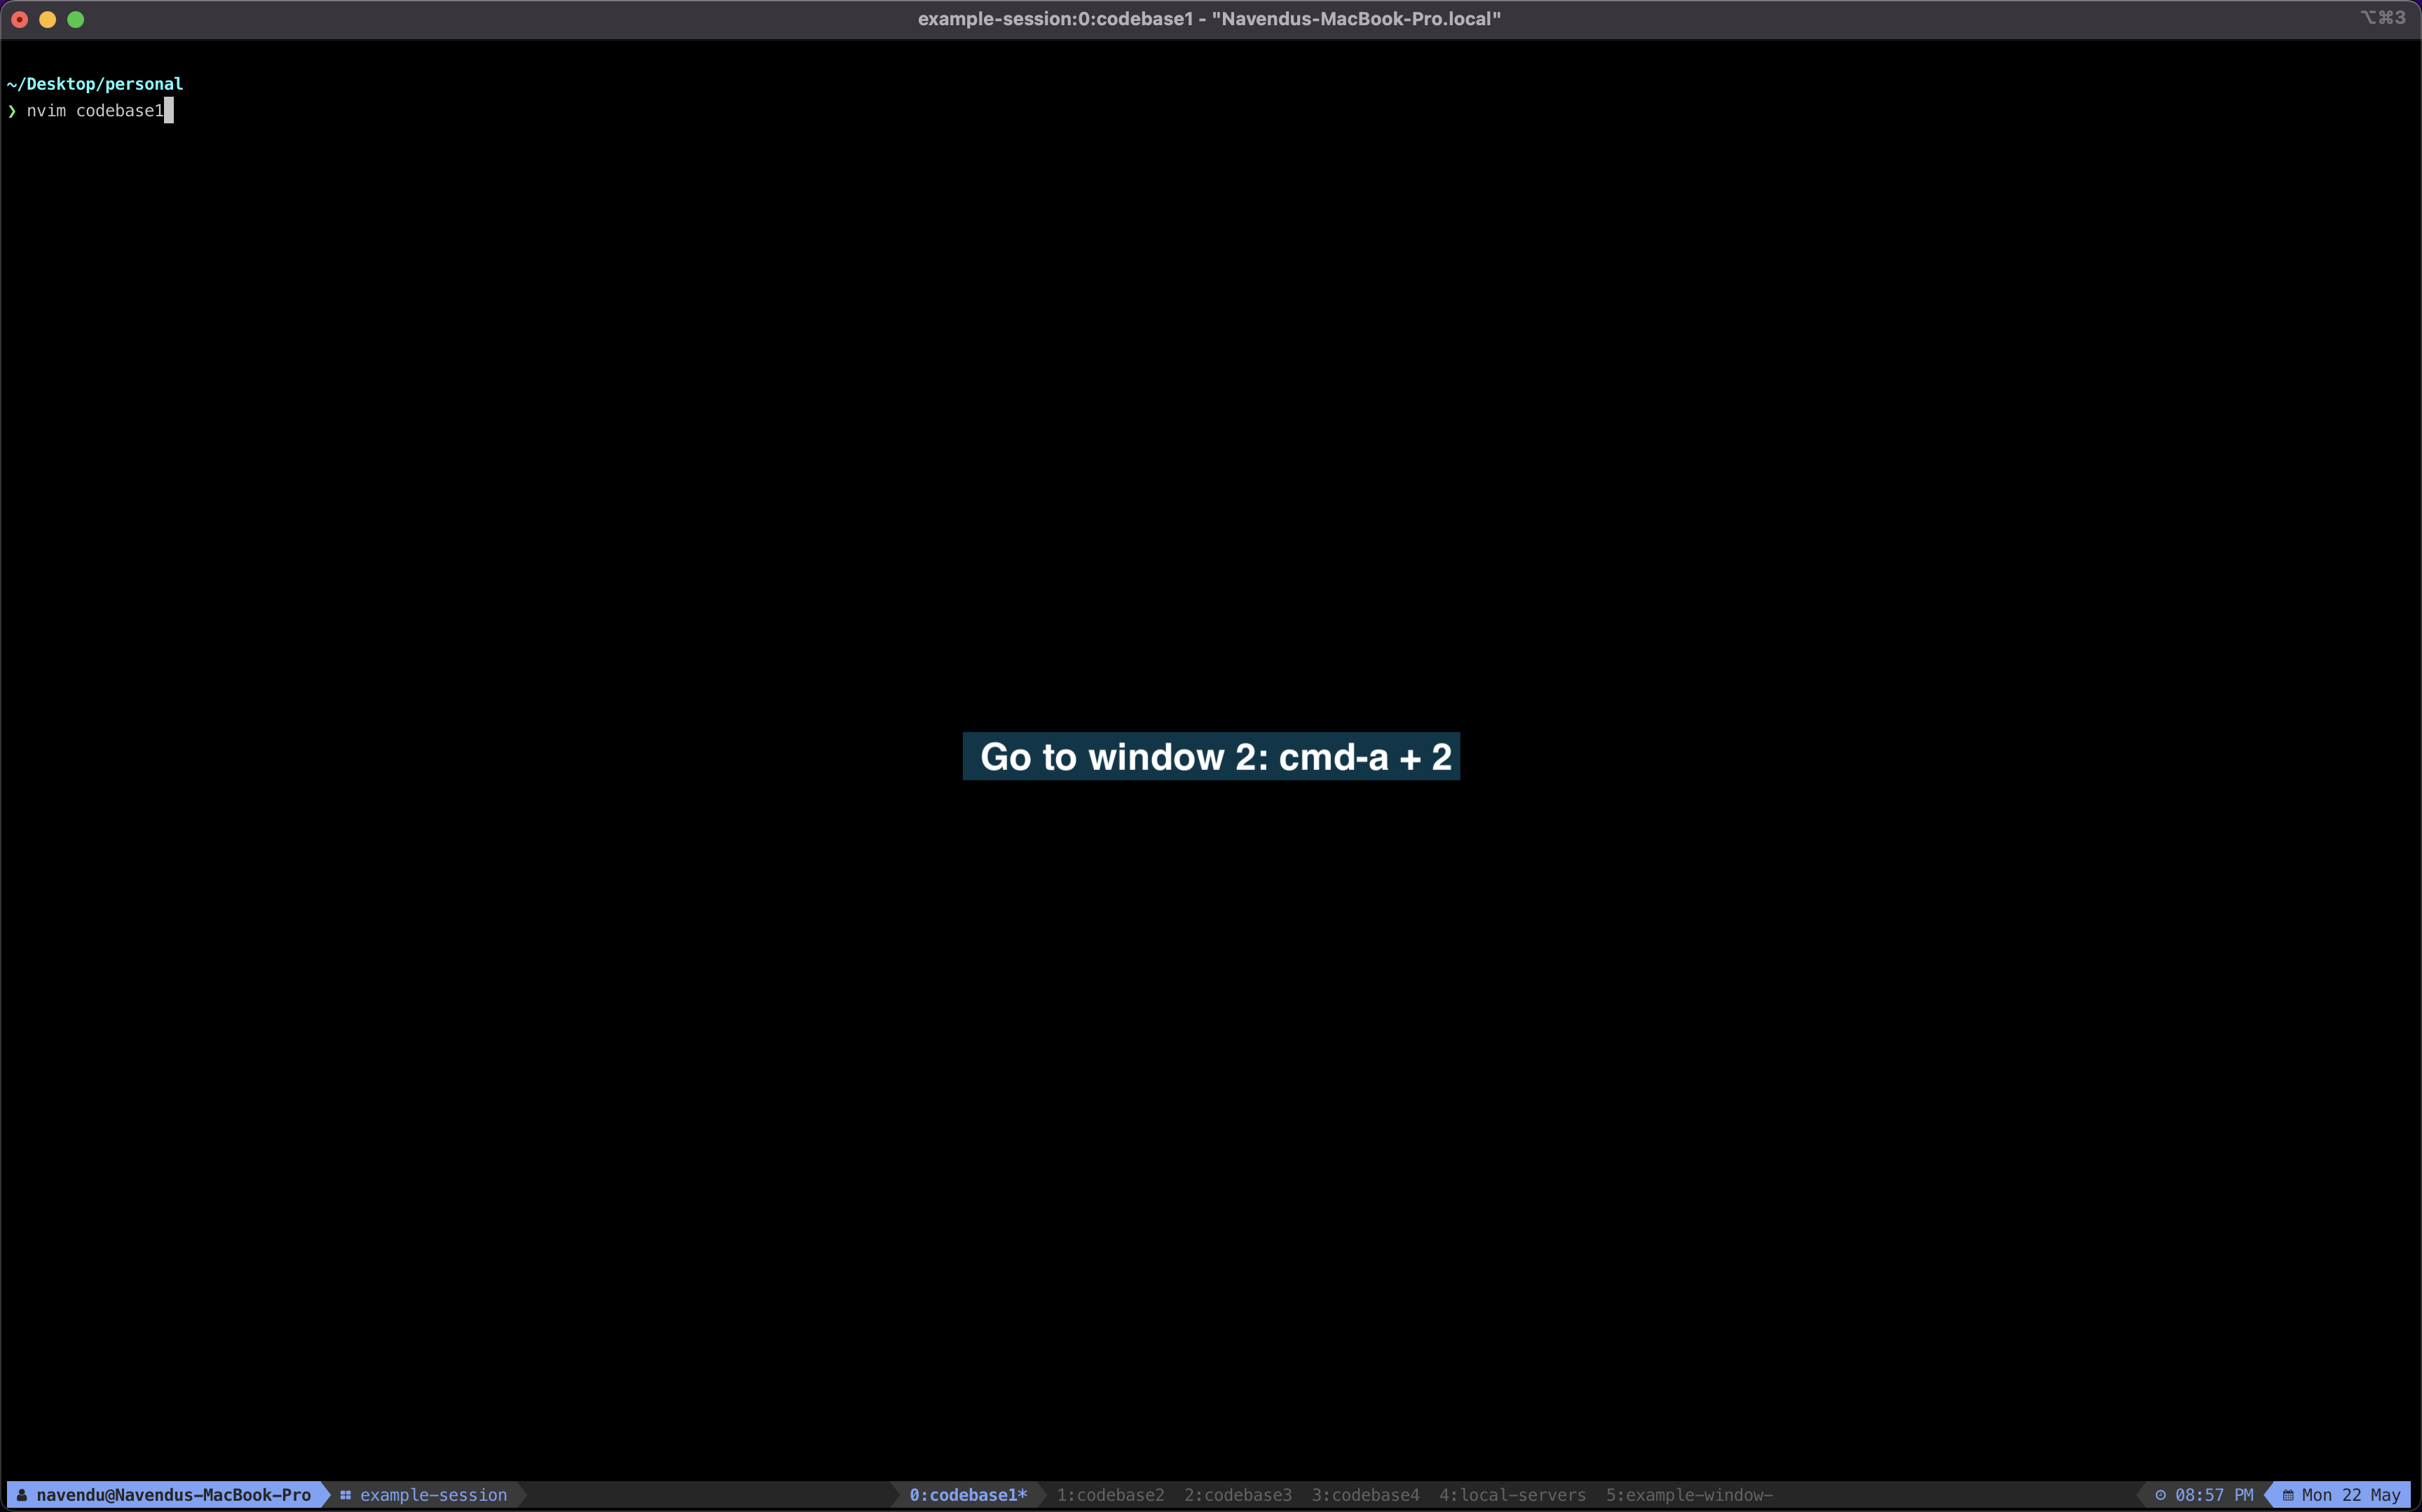 example-session:0:codebase1 - "Navendus-MacBook-Pro.local"
⌥⌘3
~/Desktop/personal
❯ nvim codebase1
Go to window 2: cmd-a + 2
navendu@Navendus-MacBook-Pro example-session 0:codebase1* 1:codebase2 2:codebase3 3:codebase4 4:local-servers 5:example-window- 08:57 PM Mon 22 May